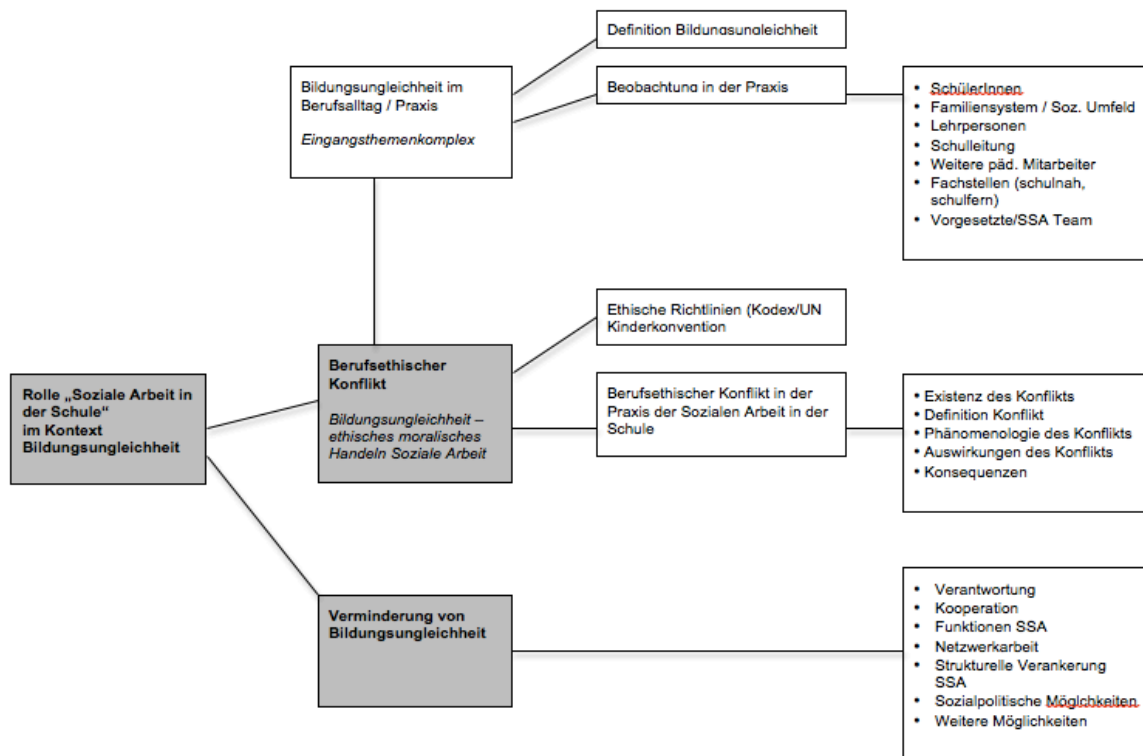 Definition Bildungsungleichheit
Bildungsungleichheit im
Berufsalltag / Praxis
Eingangsthemenkomplex
Beobachtung in der Praxis
• SchülerInnen
• Familiensystem / Soz. Umfeld
• Lehrpersonen
• Schulleitung
• Weitere päd. Mitarbeiter
• Fachstellen (schulnah,
schulfern)
• Vorgesetzte/SSA Team
Ethische Richtlinien (Kodex/UN
Kinderkonvention
Rolle „Soziale Arbeit in
der Schule“
im Kontext
Bildungsungleichheit
Berufsethischer
Konflikt
Bildungsungleichheit –
ethisches moralisches
Handeln Soziale Arbeit
Berufsethischer Konflikt in der
Praxis der Sozialen Arbeit in der
Schule
• Existenz des Konflikts
• Definition Konflikt
• Phänomenologie des Konflikts
• Auswirkungen des Konflikts
• Konsequenzen
Verminderung von
Bildungsungleichheit
• Verantwortung
• Kooperation
• Funktionen SSA
• Netzwerkarbeit
• Strukturelle Verankerung
SSA
• Sozialpolitische Möglchkeiten
• Weitere Möglichkeiten